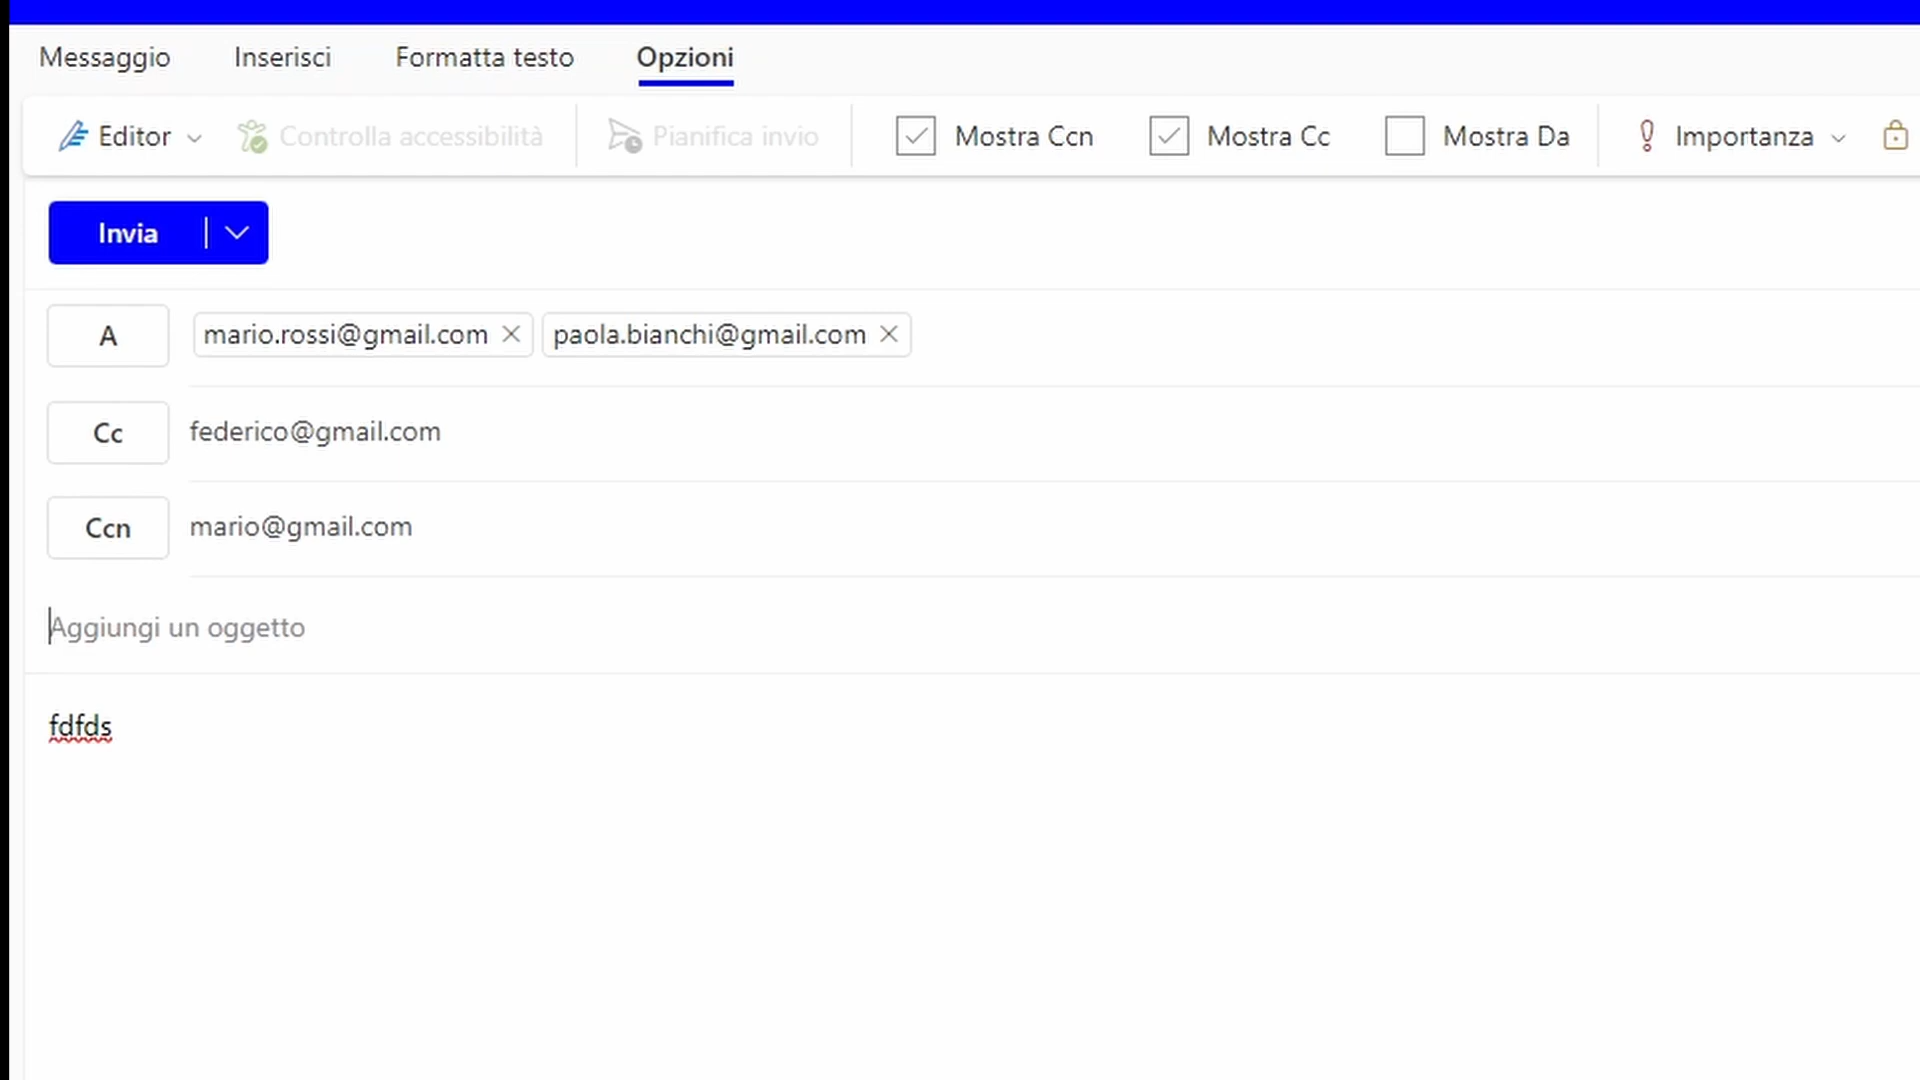 Messaggio Inserisci Formatta testo Opzioni
Editor Controlla accessibilità Pianifica invio Mostra Ccn Mostra Cc Mostra Da Importanza
Invia
A mario.rossi@gmail.com paola.bianchi@gmail.com
Cc federico@gmail.com
Ccn mario@gmail.com
Aggiungi un oggetto
fdfds